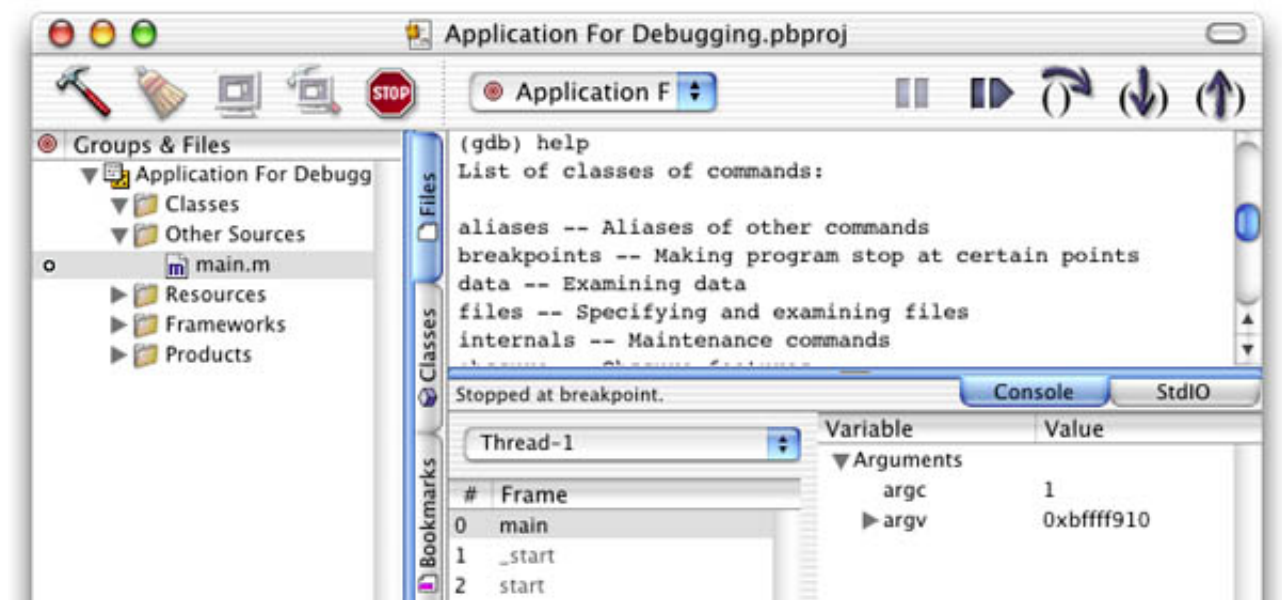 Application For Debugging.pbproj
STOP
Application F
Groups & Files
Application For Debugg
Classes
Other Sources
main.m
Resources
Frameworks
Products
Files
Classes
Bookmarks
(gdb) help
List of classes of commands:
aliases -- Aliases of other commands
breakpoints -- Making program stop at certain points
data -- Examining data
files -- Specifying and examining files
internals -- Maintenance commands
Stopped at breakpoint.
Console
StdIO
Thread-1
# Frame
0 main
1 _start
2 start
Variable Value
Arguments
argc 1
argv 0xbffff910